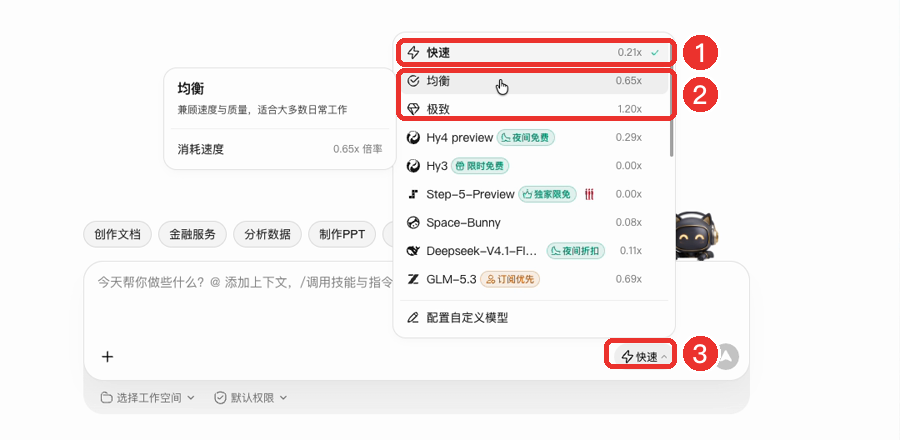 快速 0.21x
1
均衡
兼顾速度与质量，适合大多数日常工作
消耗速度 0.65x 倍率
均衡 0.65x
2
极致 1.20x
Hy4 preview 夜间免费 0.29x
Hy3 限时免费 0.00x
Step-5-Preview 独家限免 0.00x
Space-Bunny 0.08x
Deepseek-V4.1-Fl... 夜间折扣 0.11x
GLM-5.3 订阅优先 0.69x
配置自定义模型
创作文档 金融服务 分析数据 制作PPT
今天帮你做些什么？@ 添加上下文，/调用技能与指令
快速
3
选择工作空间 默认权限